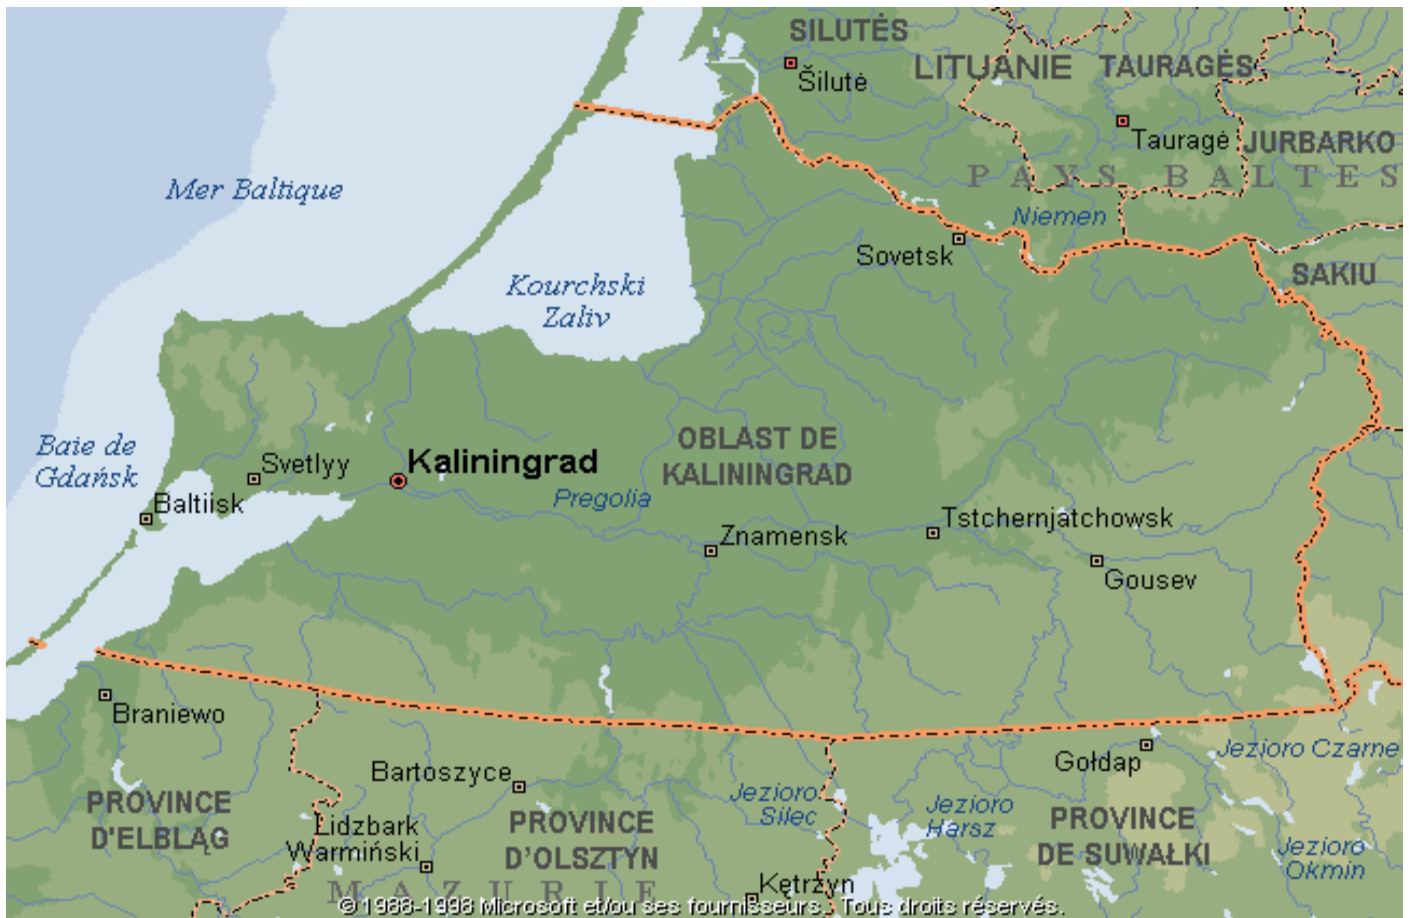 SILUTĖS
Šilutė
LITUANIE
TAURAGĖS
Tauragė
JURBARKO
PAYS BALTES
Mer Baltique
Niemen
Sovetsk
SAKIU
Kourchski
Zaliv
Baie de
Gdańsk
Svetlyy
Kaliningrad
OBLAST DE
KALININGRAD
Baltiisk
Pregolia
Znamensk
Tstchernjatchowsk
Gousev
Braniewo
Gołdap
Jezioro Czarne
Bartoszyce
PROVINCE
D'ELBLĄG
Lidzbark
Warmiński
PROVINCE
D'OLSZTYN
Jezioro
Silec
Jezioro
Harsz
PROVINCE
DE SUWAŁKI
Jezioro
Okmin
MAZURIE
Kętrzyn
© 1988-1998 Microsoft et/ou ses fournisseurs. Tous droits réservés.